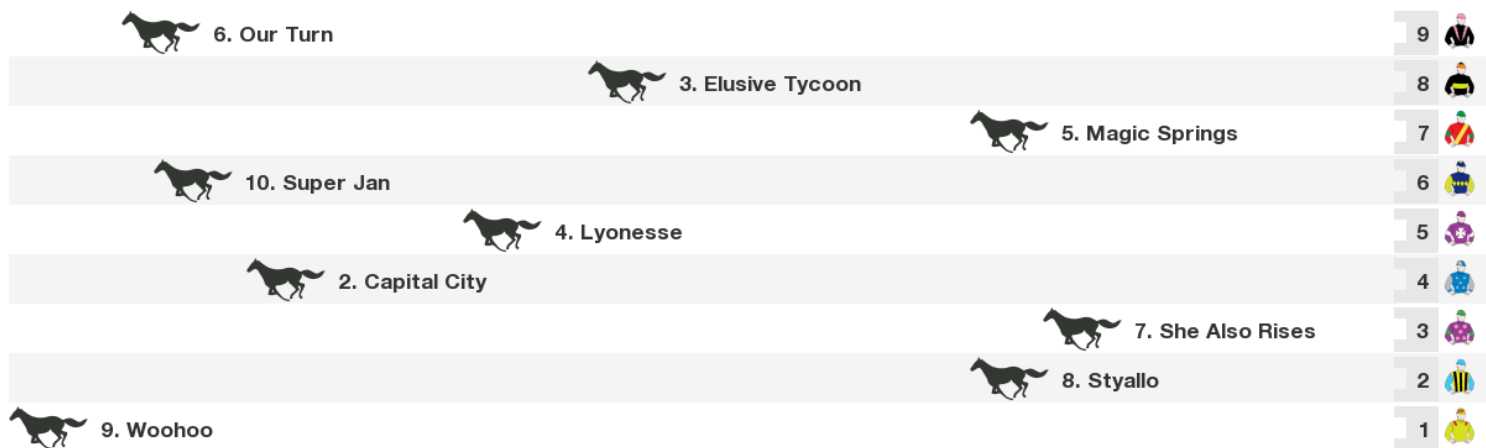 6. Our Turn 9
3. Elusive Tycoon 8
5. Magic Springs 7
10. Super Jan 6
4. Lyonesse 5
2. Capital City 4
7. She Also Rises 3
8. Styallo 2
9. Woohoo 1